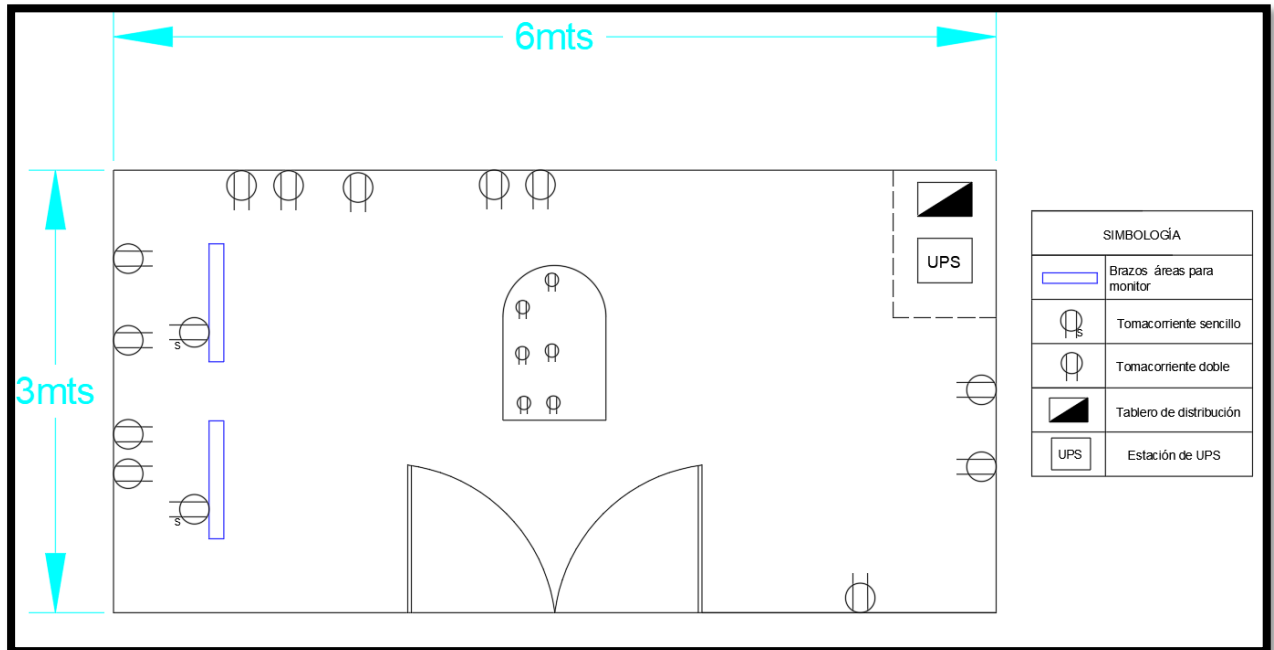 6mts
3mts
UPS
S
S
SIMBOLOGÍA
Brazos áreas para
monitor
S
Tomacorriente sencillo
Tomacorriente doble
Tablero de distribución
UPS
Estación de UPS